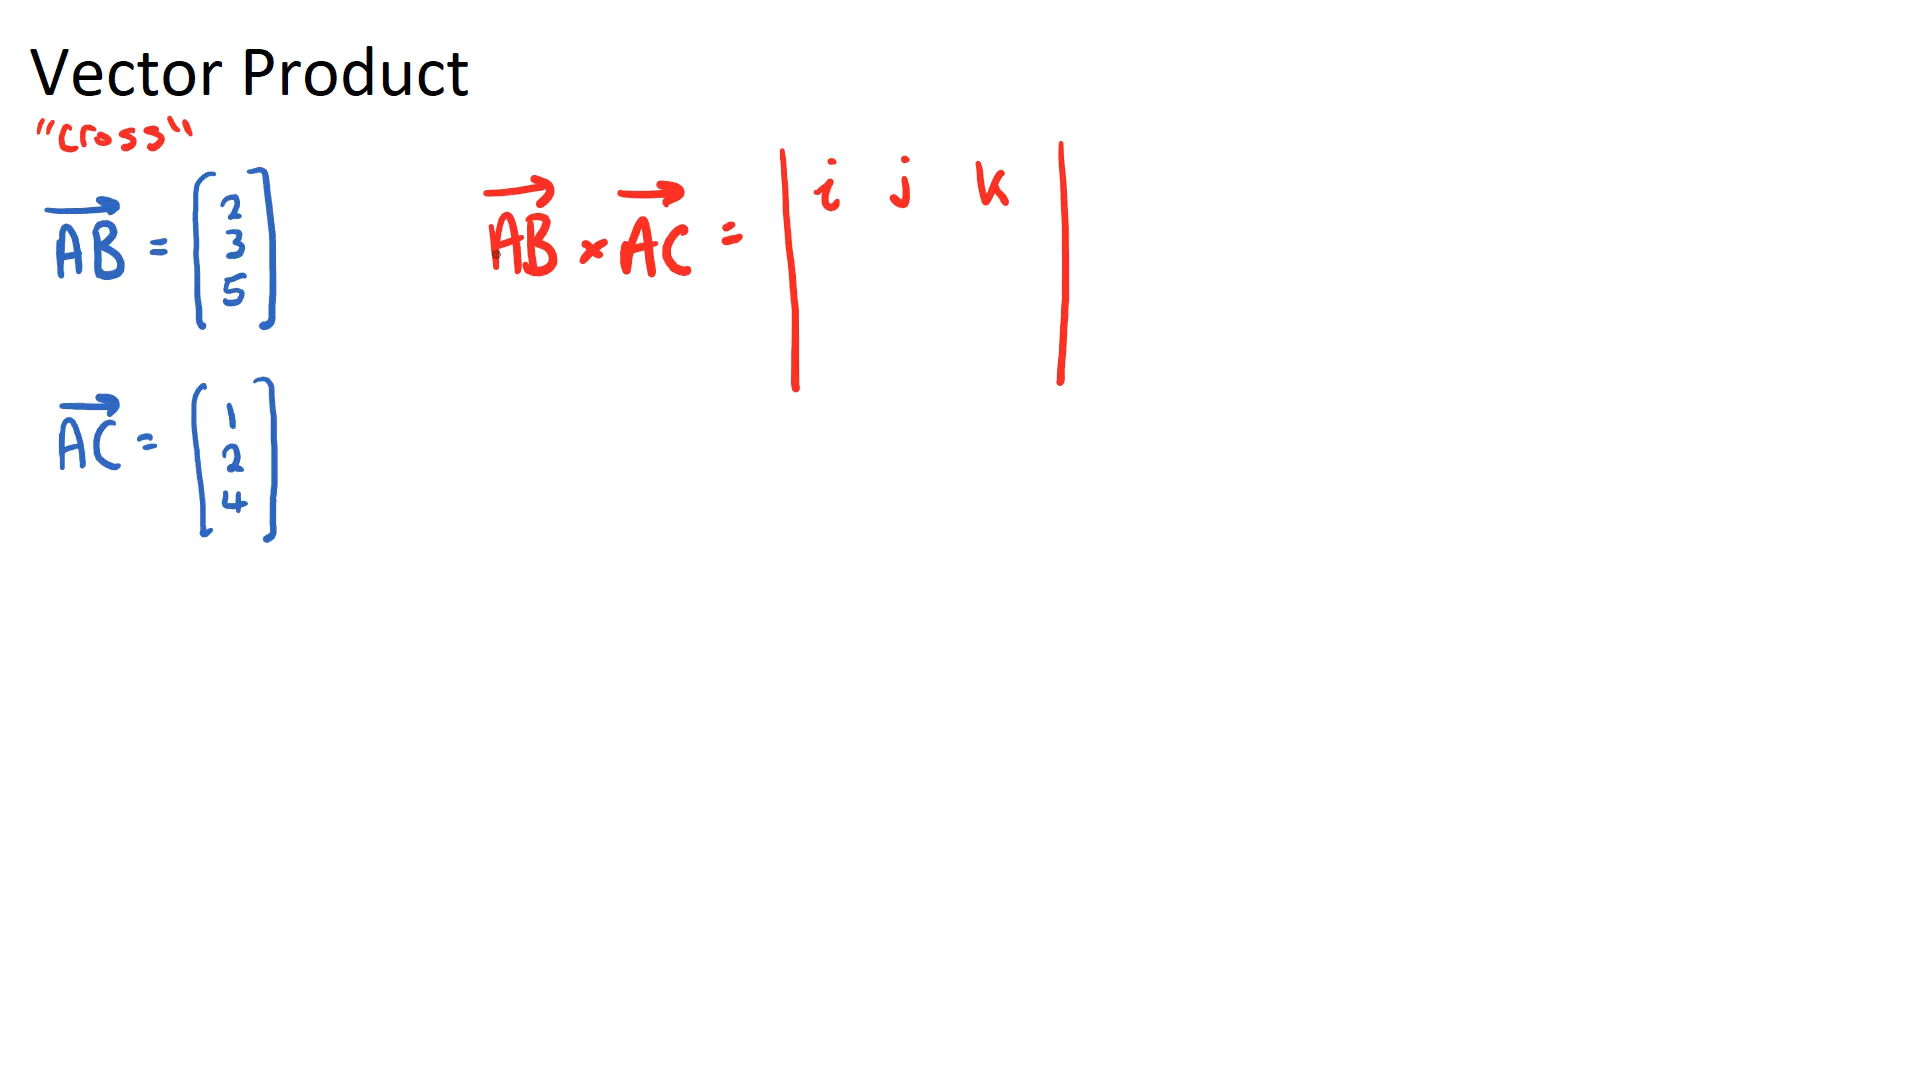 Vector Product
"cross"
AB = [2 3 5]
AC = [1 2 4]
AB × AC = | i j k |